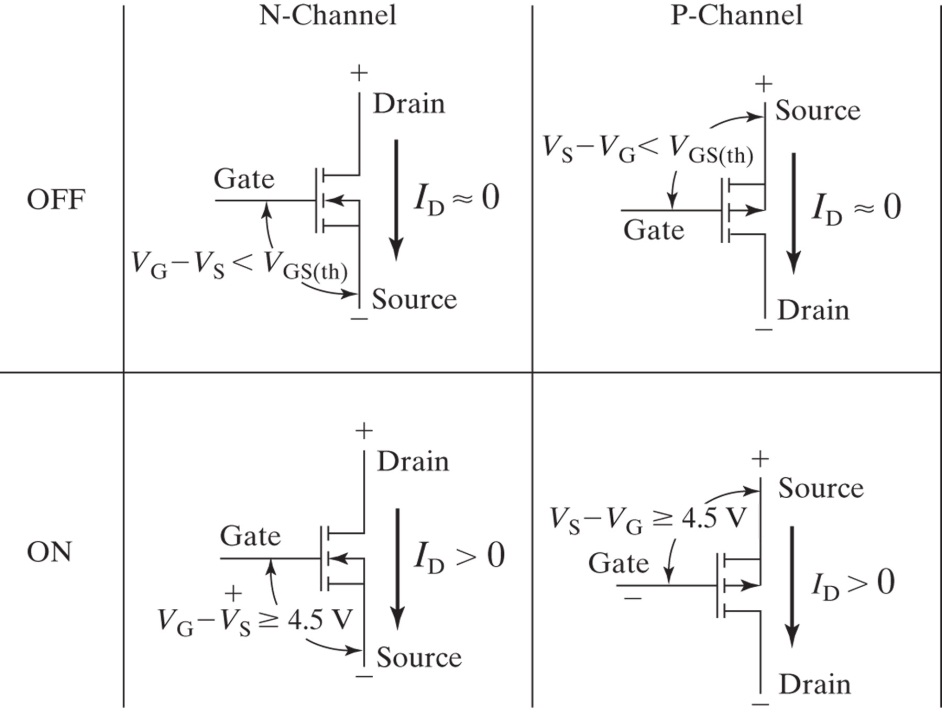 N-Channel
P-Channel
OFF
+
Drain
Gate
I_D ≈ 0
V_G − V_S < V_GS(th)
Source
−
+
Source
V_S − V_G < V_GS(th)
Gate
I_D ≈ 0
Drain
−
ON
+
Drain
Gate
I_D > 0
+
V_G − V_S ≥ 4.5 V
Source
−
+
Source
V_S − V_G ≥ 4.5 V
Gate
−
I_D > 0
Drain
−